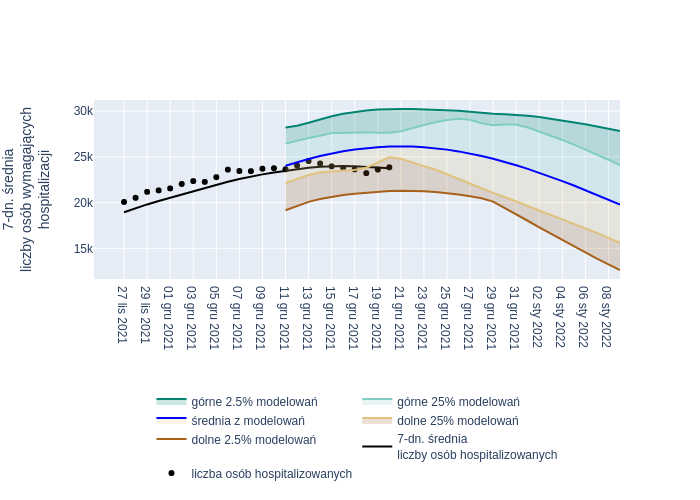 7-dn. średnia
liczby osób wymagających
hospitalizacji
30k
25k
20k
15k
27 lis 2021
29 lis 2021
01 gru 2021
03 gru 2021
05 gru 2021
07 gru 2021
09 gru 2021
11 gru 2021
13 gru 2021
15 gru 2021
17 gru 2021
19 gru 2021
21 gru 2021
23 gru 2021
25 gru 2021
27 gru 2021
29 gru 2021
31 gru 2021
02 sty 2022
04 sty 2022
06 sty 2022
08 sty 2022
górne 2.5% modelowań
górne 25% modelowań
średnia z modelowań
dolne 25% modelowań
dolne 2.5% modelowań
7-dn. średnia
liczby osób hospitalizowanych
liczba osób hospitalizowanych